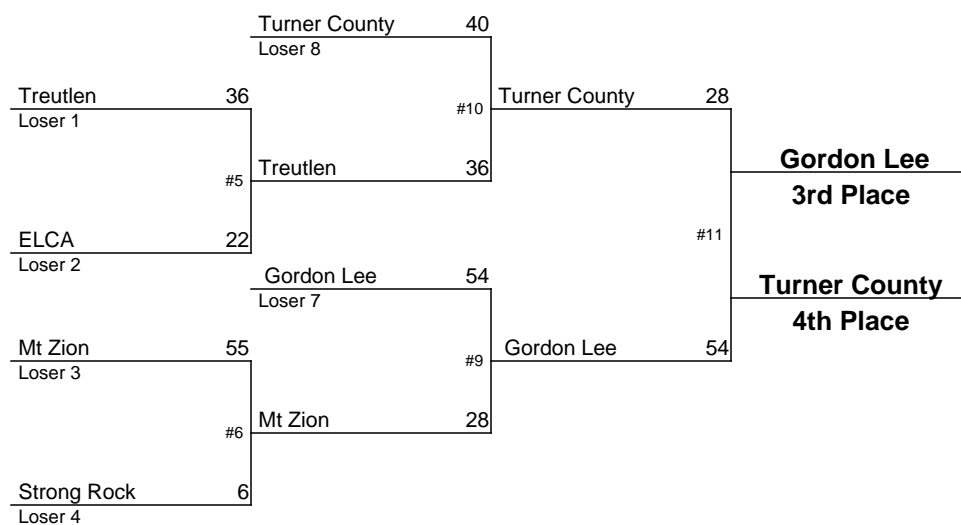 Turner County 40
Loser 8
Treutlen 36
Loser 1
#10
Turner County 28
#5
Treutlen 36
Gordon Lee
3rd Place
ELCA 22
Loser 2
#11
Gordon Lee 54
Loser 7
Turner County
4th Place
Mt Zion 55
Loser 3
#9
Gordon Lee 54
#6
Mt Zion 28
Strong Rock 6
Loser 4